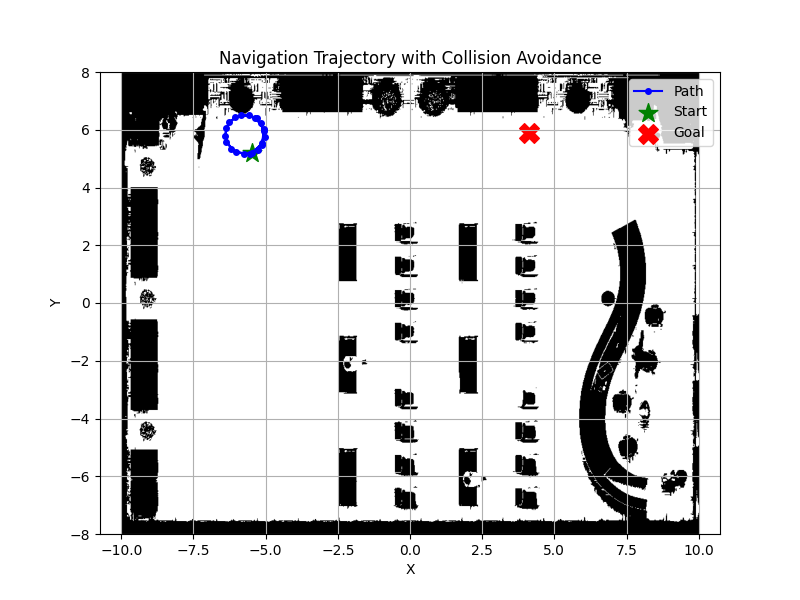 Navigation Trajectory with Collision Avoidance
Path
Start
Goal
8
6
4
2
0
−2
−4
−6
−8
Y
−10.0 −7.5 −5.0 −2.5 0.0 2.5 5.0 7.5 10.0
X